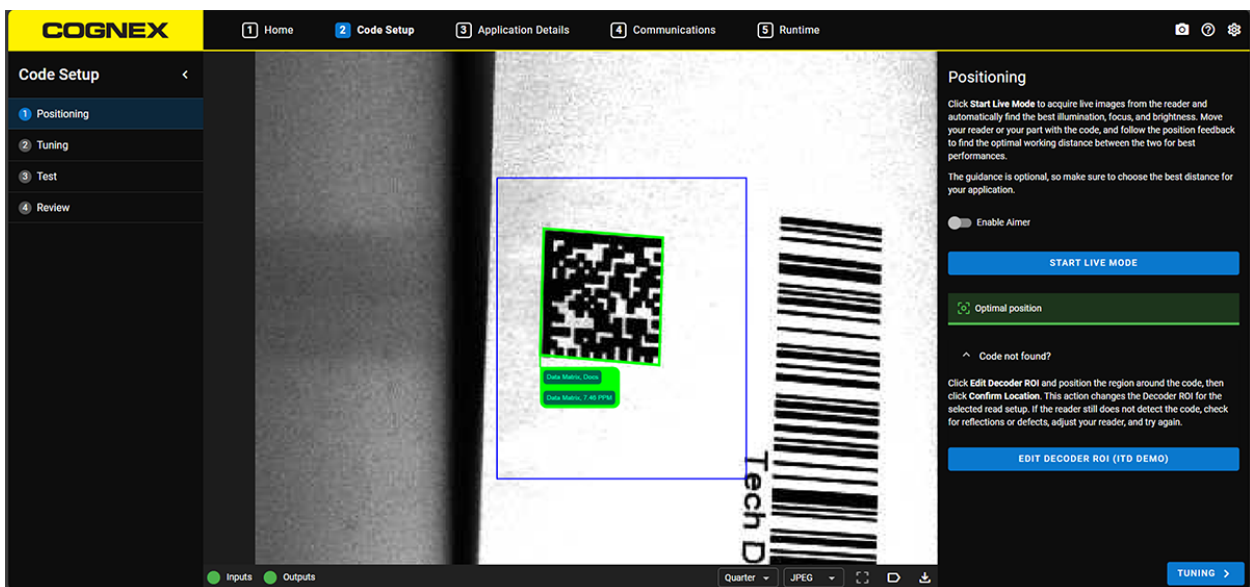 COGNEX
1 Home
2 Code Setup
3 Application Details
4 Communications
5 Runtime
Code Setup
1 Positioning
2 Tuning
3 Test
4 Review
Data Matrix, Docs
Data Matrix, 7.46 PPM
Tech D
Inputs
Outputs
Quarter
JPEG
Positioning
Click Start Live Mode to acquire live images from the reader and
automatically find the best illumination, focus, and brightness. Move
your reader or your part with the code, and follow the position feedback
to find the optimal working distance between the two for best
performances.
The guidance is optional, so make sure to choose the best distance for
your application.
Enable Aimer
START LIVE MODE
Optimal position
Code not found?
Click Edit Decoder ROI and position the region around the code, then
click Confirm Location. This action changes the Decoder ROI for the
selected read setup. If the reader still does not detect the code, check
for reflections or defects, adjust your reader, and try again.
EDIT DECODER ROI (ITD DEMO)
TUNING